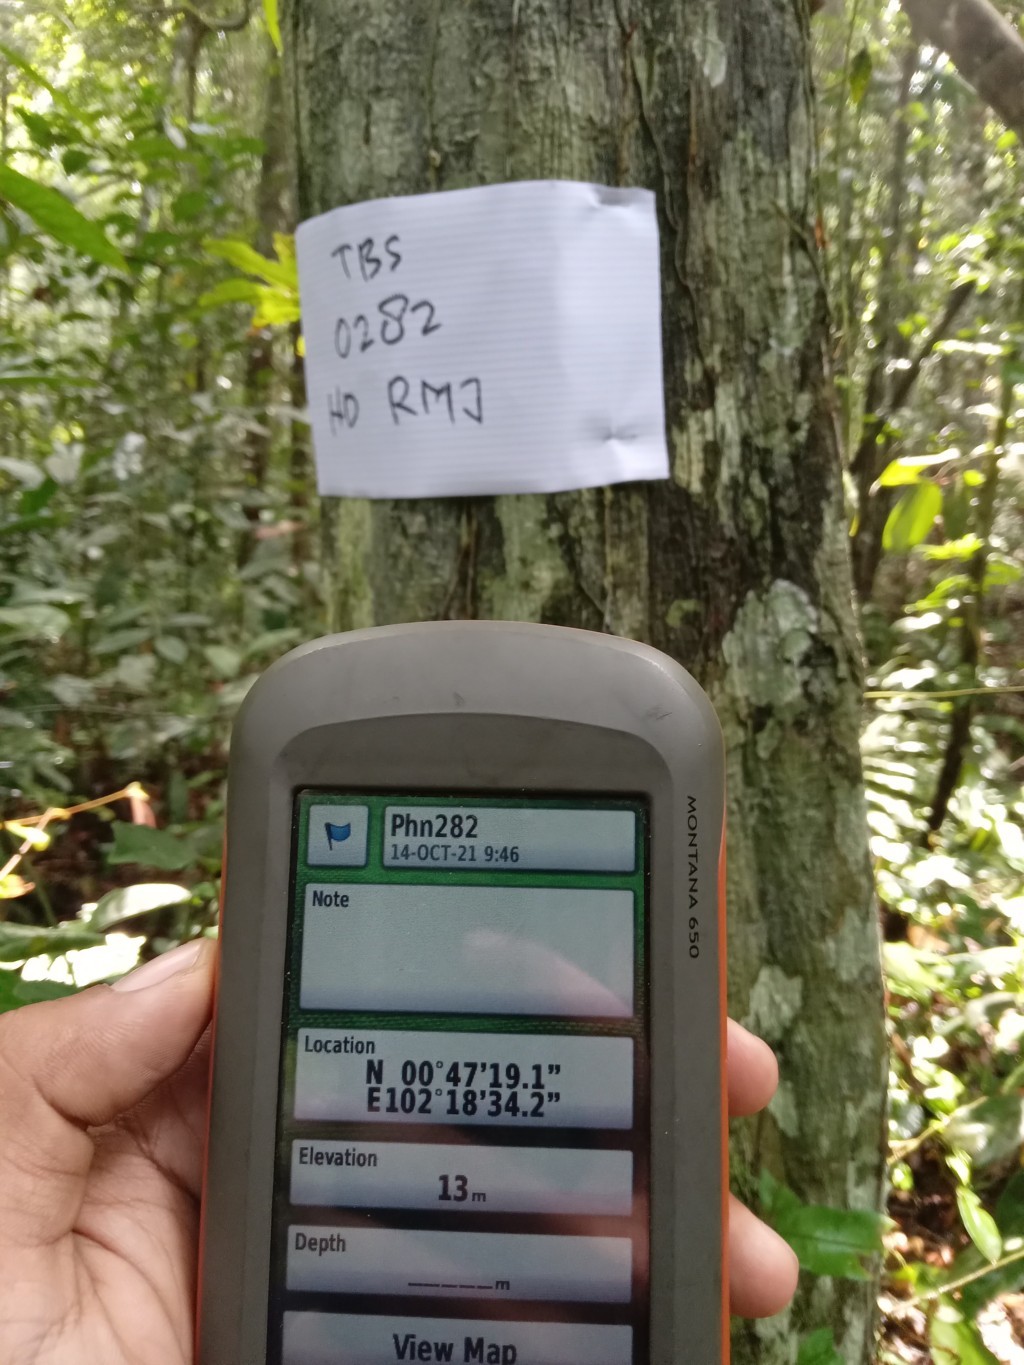 TBS
0282
HD RMJ
MONTANA 650
Phn282
14-OCT-21 9:46
Note
Location
N 00°47'19.1"
E102°18'34.2"
Elevation
13m
Depth
_____m
View Map